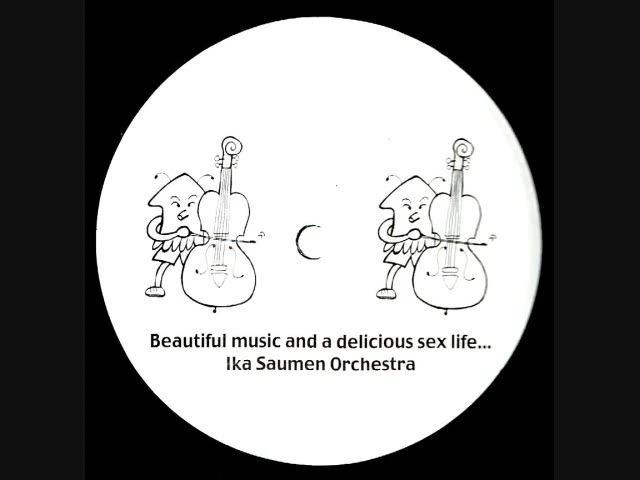 Beautiful music and a delicious sex life...
Ika Saumen Orchestra